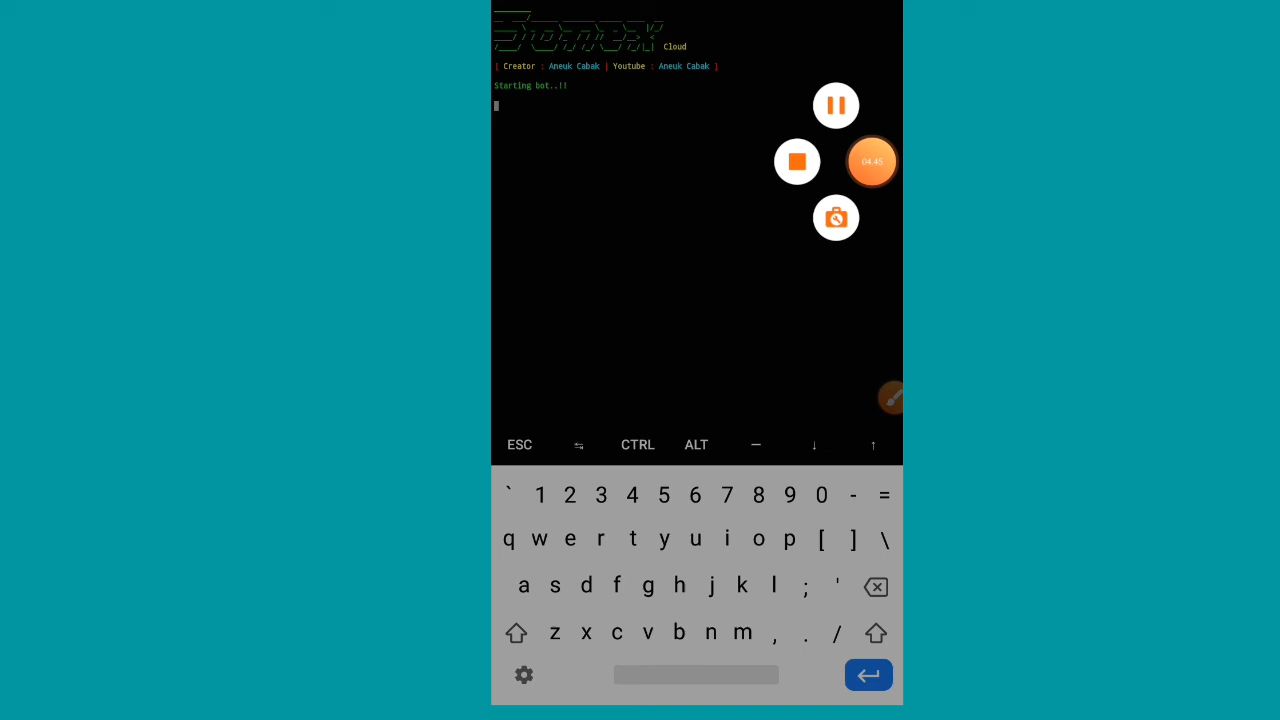 Cloud
[ Creator : Aneuk Cabak | Youtube : Aneuk Cabak ]
Starting bot..!!
04.45
ESC ↹ CTRL ALT — ↓ ↑
` 1 2 3 4 5 6 7 8 9 0 - =
q w e r t y u i o p [ ] \
a s d f g h j k l ; '
z x c v b n m , . /